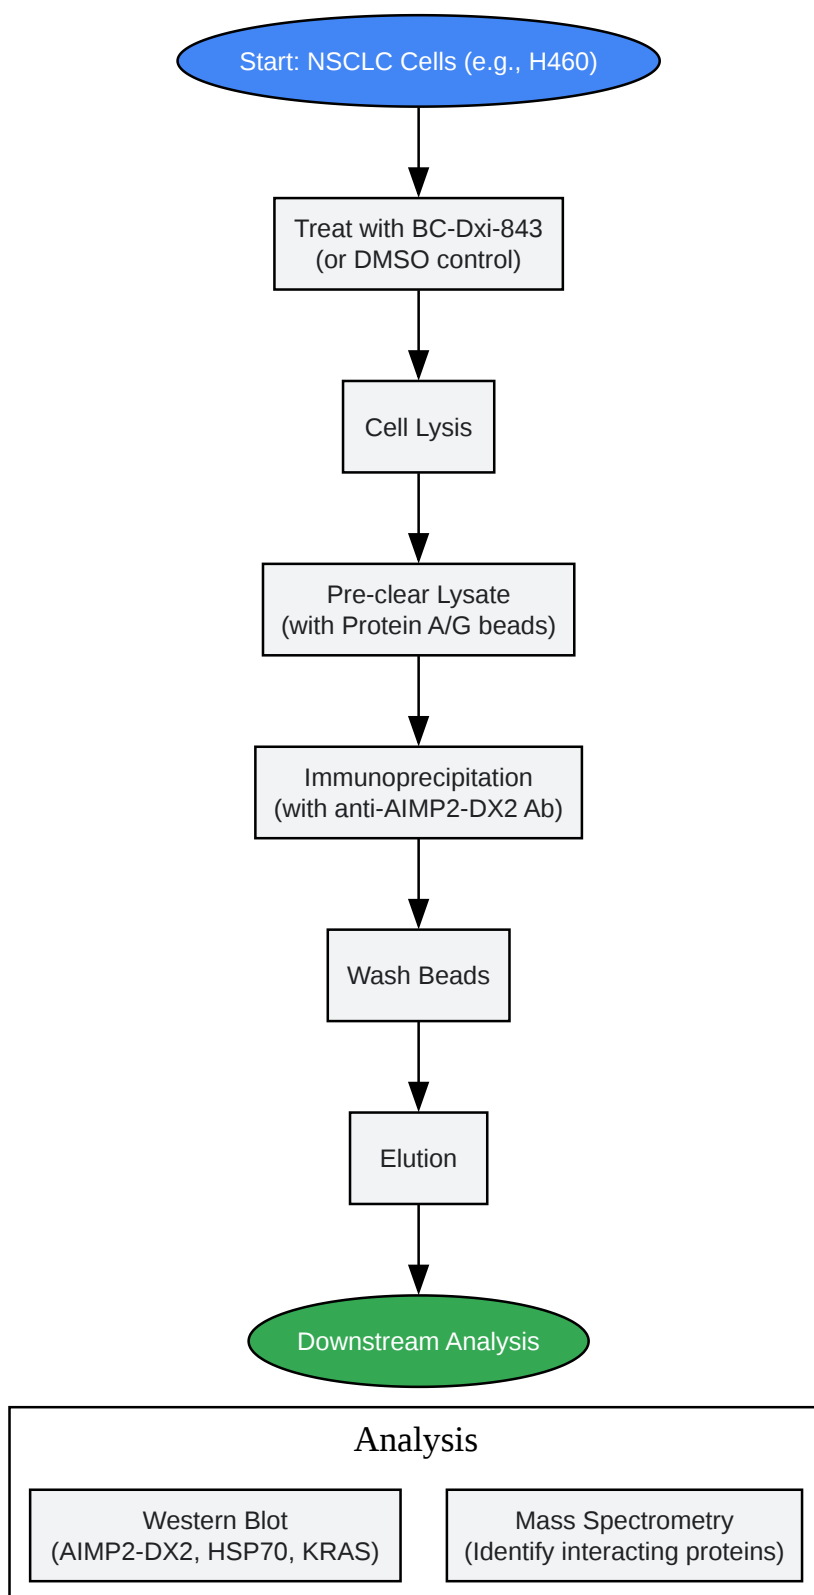 Start: NSCLC Cells (e.g., H460)
Treat with BC-Dxi-843
(or DMSO control)
Cell Lysis
Pre-clear Lysate
(with Protein A/G beads)
Immunoprecipitation
(with anti-AIMP2-DX2 Ab)
Wash Beads
Elution
Downstream Analysis
Analysis
Western Blot
(AIMP2-DX2, HSP70, KRAS)
Mass Spectrometry
(Identify interacting proteins)